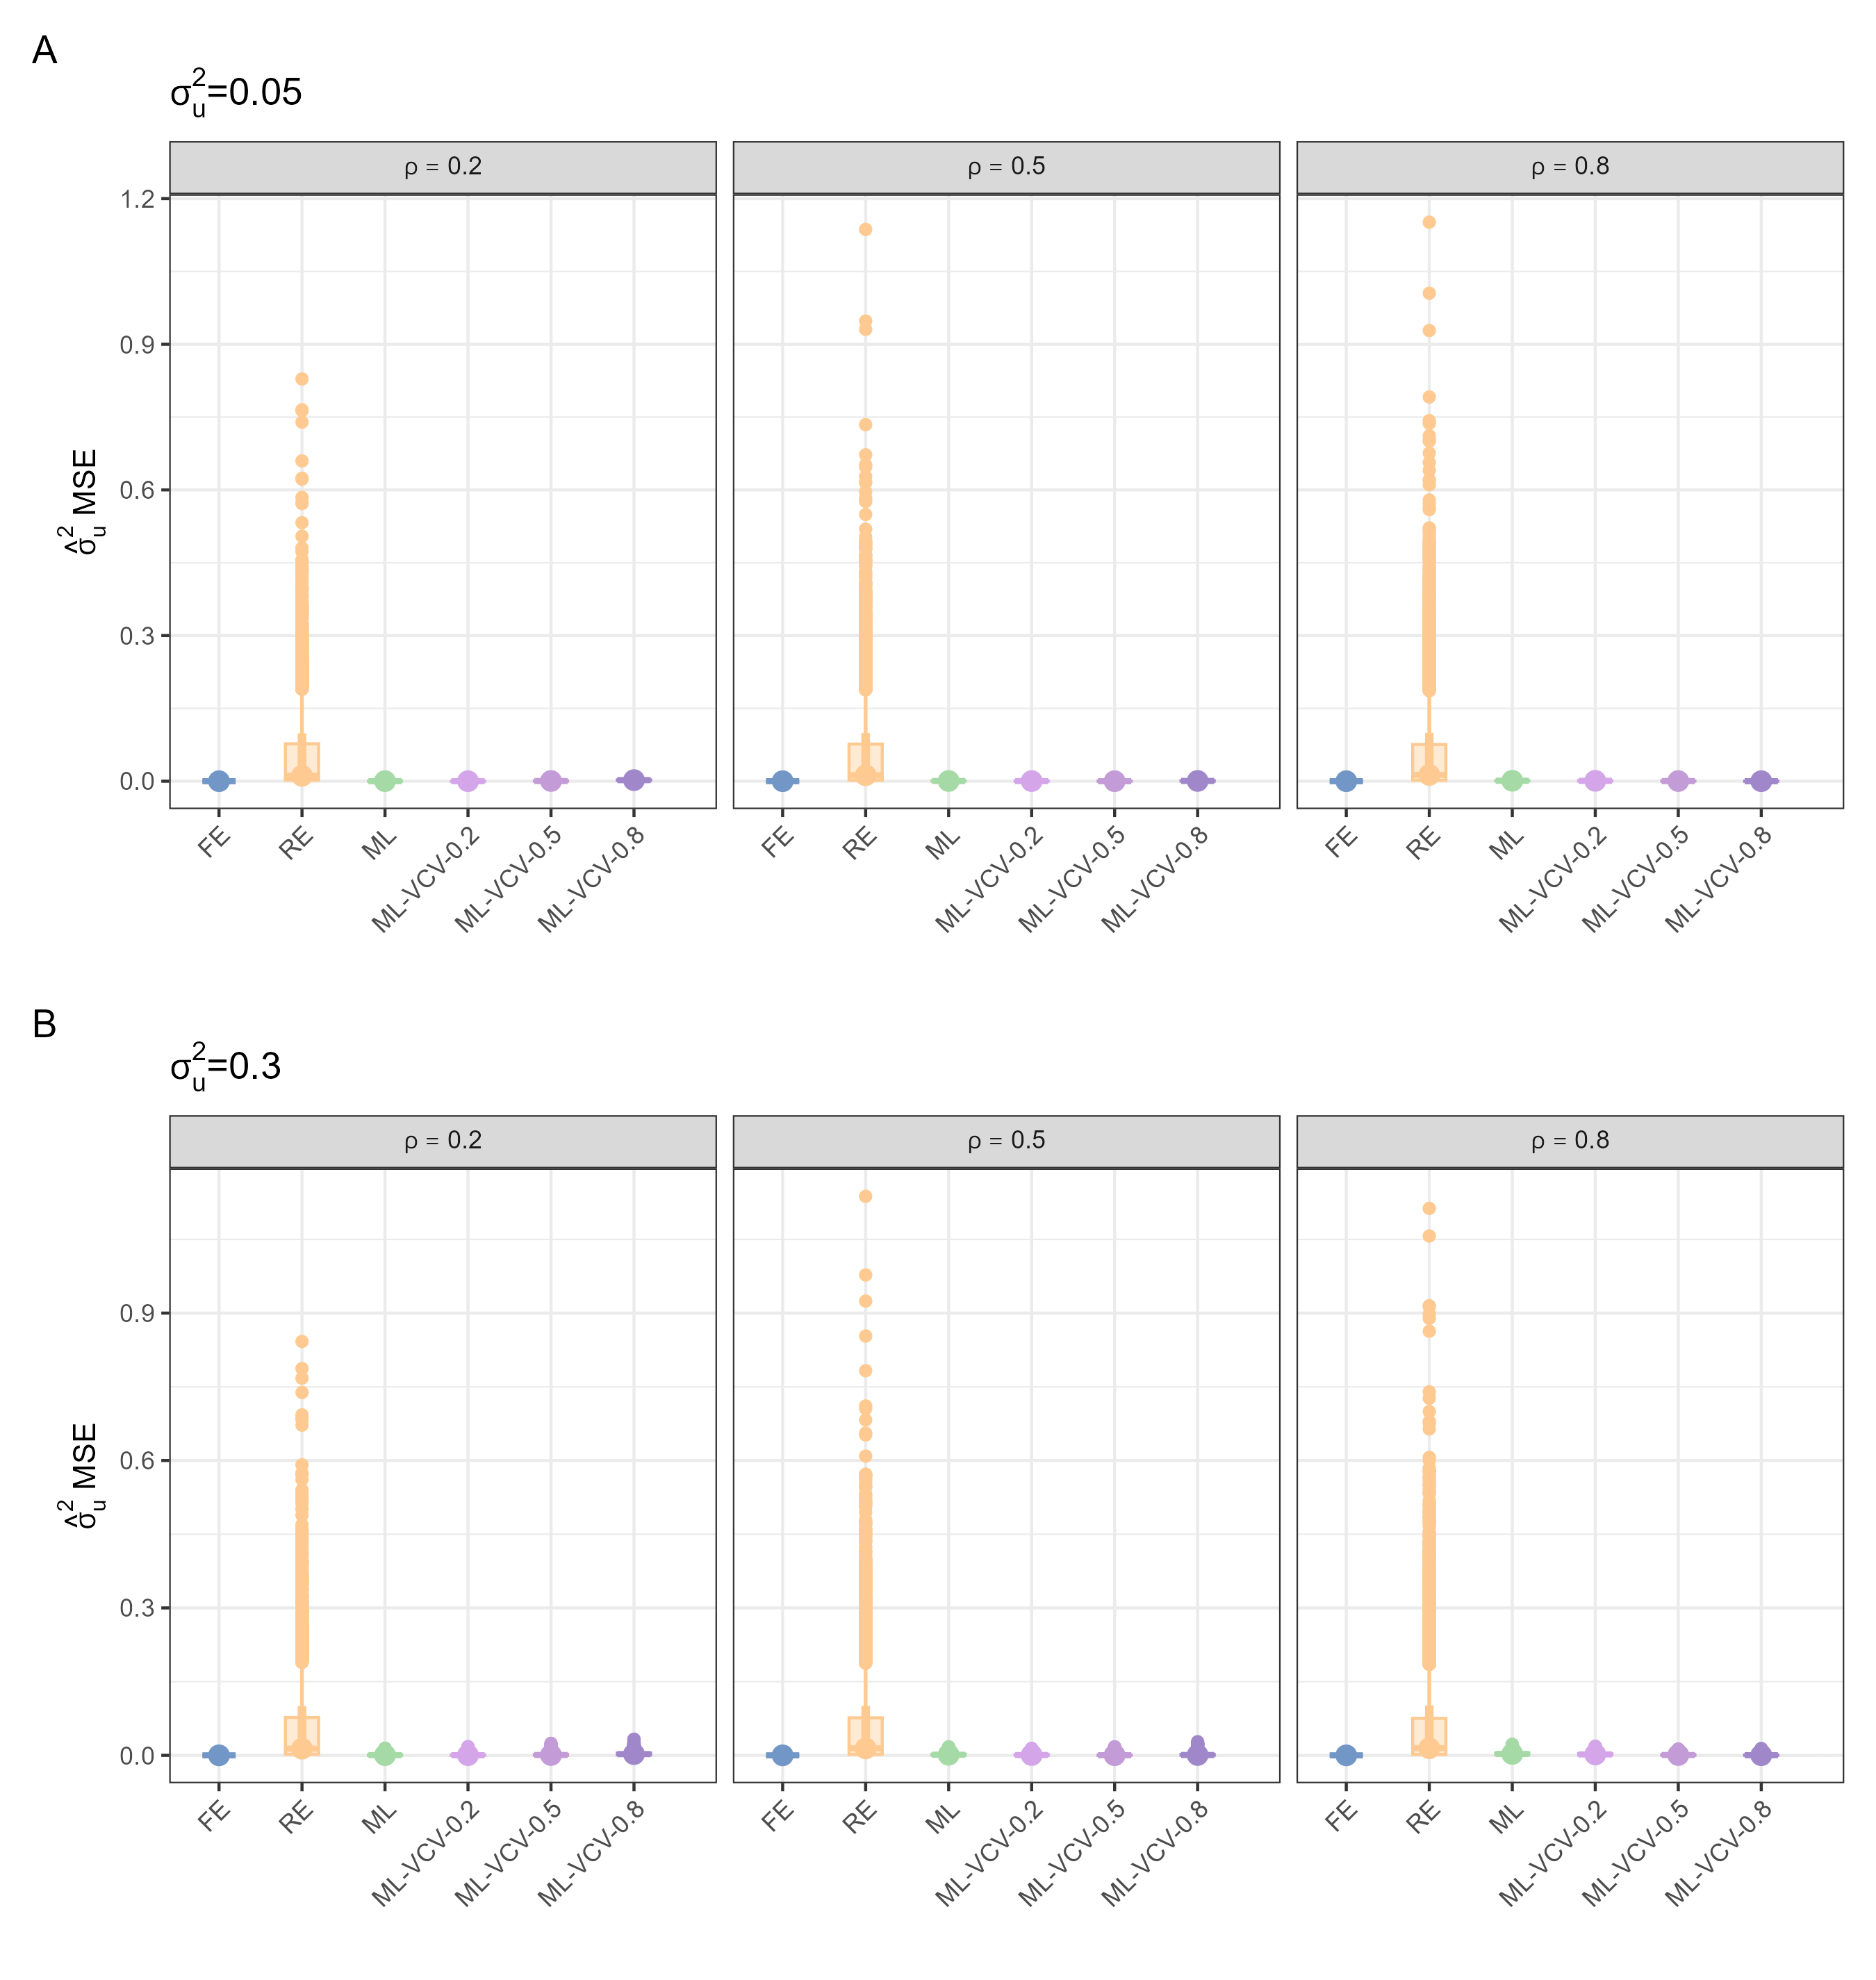 A
σ²ᵤ=0.05
ρ = 0.2 ρ = 0.5 ρ = 0.8
1.2
0.9
0.6
0.3
0.0
σ̂²ᵤ MSE
FE RE ML ML-VCV-0.2 ML-VCV-0.5 ML-VCV-0.8 FE RE ML ML-VCV-0.2 ML-VCV-0.5 ML-VCV-0.8 FE RE ML ML-VCV-0.2 ML-VCV-0.5 ML-VCV-0.8
B
σ²ᵤ=0.3
ρ = 0.2 ρ = 0.5 ρ = 0.8
0.9
0.6
0.3
0.0
σ̂²ᵤ MSE
FE RE ML ML-VCV-0.2 ML-VCV-0.5 ML-VCV-0.8 FE RE ML ML-VCV-0.2 ML-VCV-0.5 ML-VCV-0.8 FE RE ML ML-VCV-0.2 ML-VCV-0.5 ML-VCV-0.8